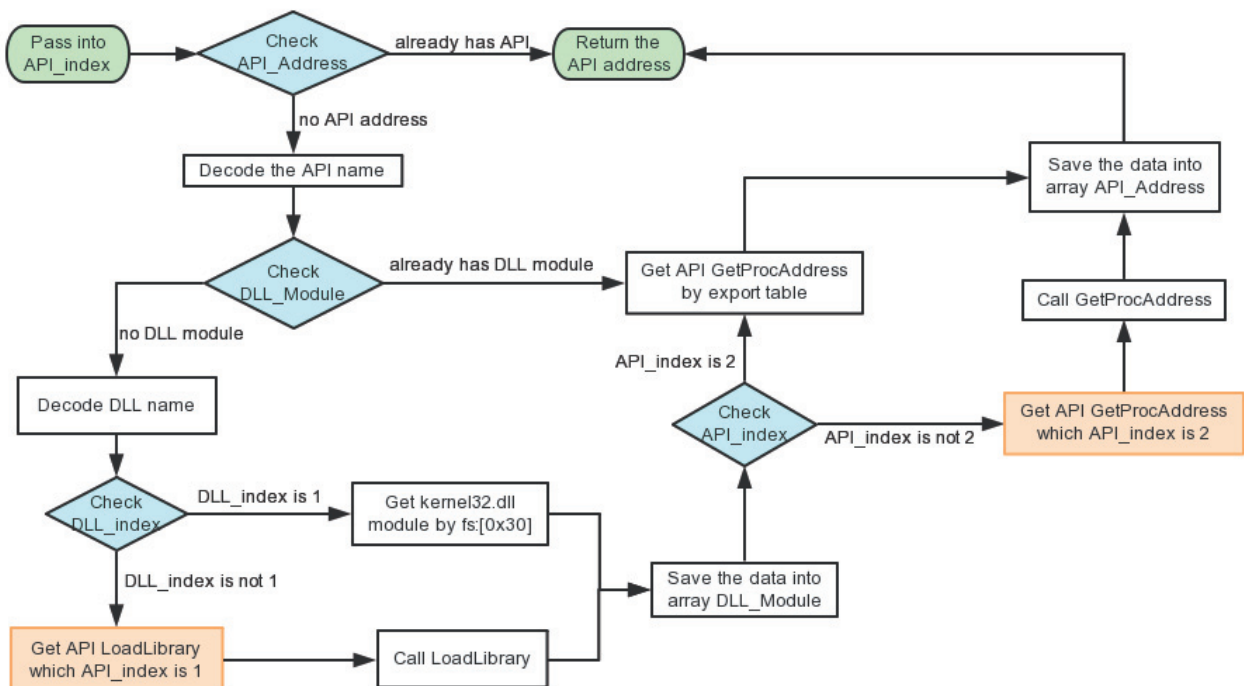 Pass into
API_index
Check
API_Address
already has API
Return the
API address
no API address
Decode the API name
Save the data into
array API_Address
Check
DLL_Module
already has DLL module
Get API GetProcAddress
by export table
Call GetProcAddress
no DLL module
API_index is 2
Decode DLL name
Check
API_index
API_index is not 2
Get API GetProcAddress
which API_index is 2
Check
DLL_index
DLL_index is 1
Get kernel32.dll
module by fs:[0x30]
DLL_index is not 1
Save the data into
array DLL_Module
Get API LoadLibrary
which API_index is 1
Call LoadLibrary